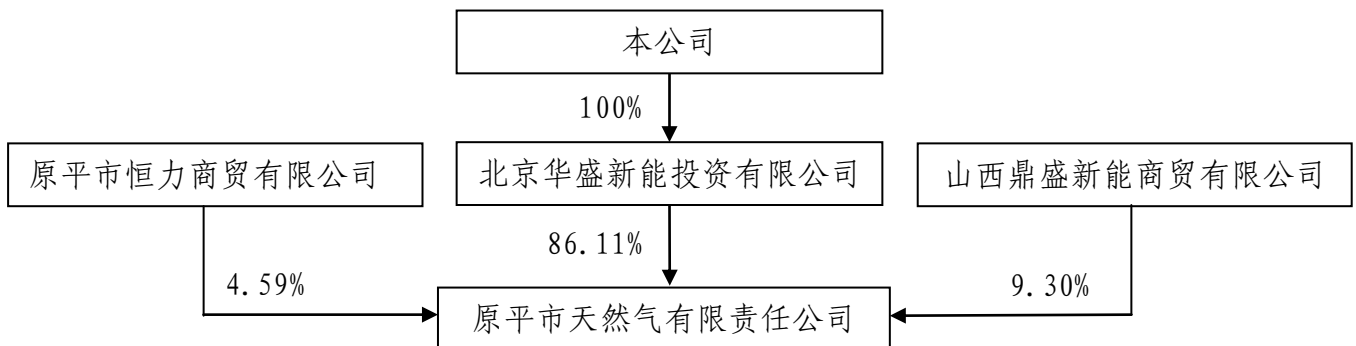 本公司
100%
原平市恒力商贸有限公司
北京华盛新能投资有限公司
山西鼎盛新能商贸有限公司
86.11%
4.59%
9.30%
原平市天然气有限责任公司